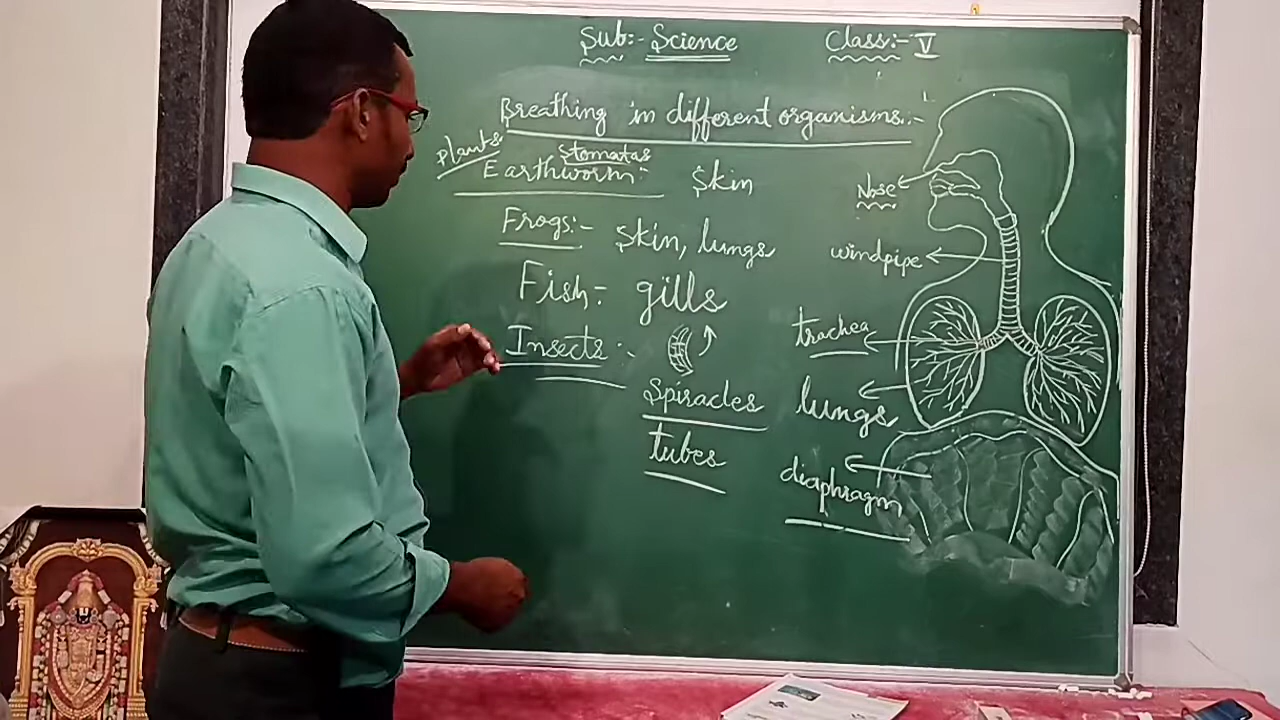 Sub:- Science Class:- V
Breathing in different organisms:-
Plants Stomatas
Earthworm:- Skin
Frogs:- Skin, lungs
Fish:- gills
Insects:-
Spiracles
tubes
Nose
windpipe
trachea
lungs
diaphragm